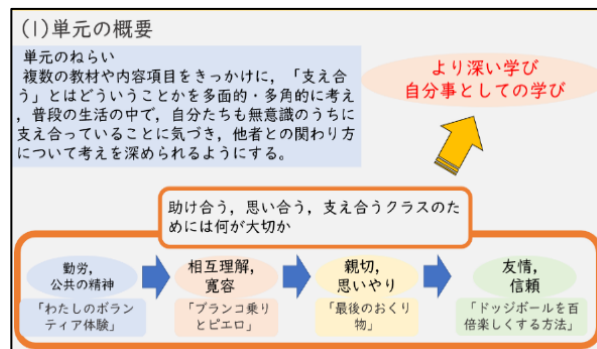 (1)単元の概要
単元のねらい
複数の教材や内容項目をきっかけに,「支え合
う」とはどういうことかを多面的・多角的に考え
,普段の生活の中で,自分たちも無意識のうちに
支え合っていることに気づき,他者との関わり方
について考えを深められるようにする。
より深い学び
自分事としての学び
助け合う,思い合う,支え合うクラスのため
には何が大切か
勤労,
公共の精神
「わたしのボラン
ティア体験」
相互理解,
寛容
「ブランコ乗り
とピエロ」
親切,
思いやり
「最後のおくり
物」
友情,
信頼
「ドッジボールを百
倍楽しくする方法」